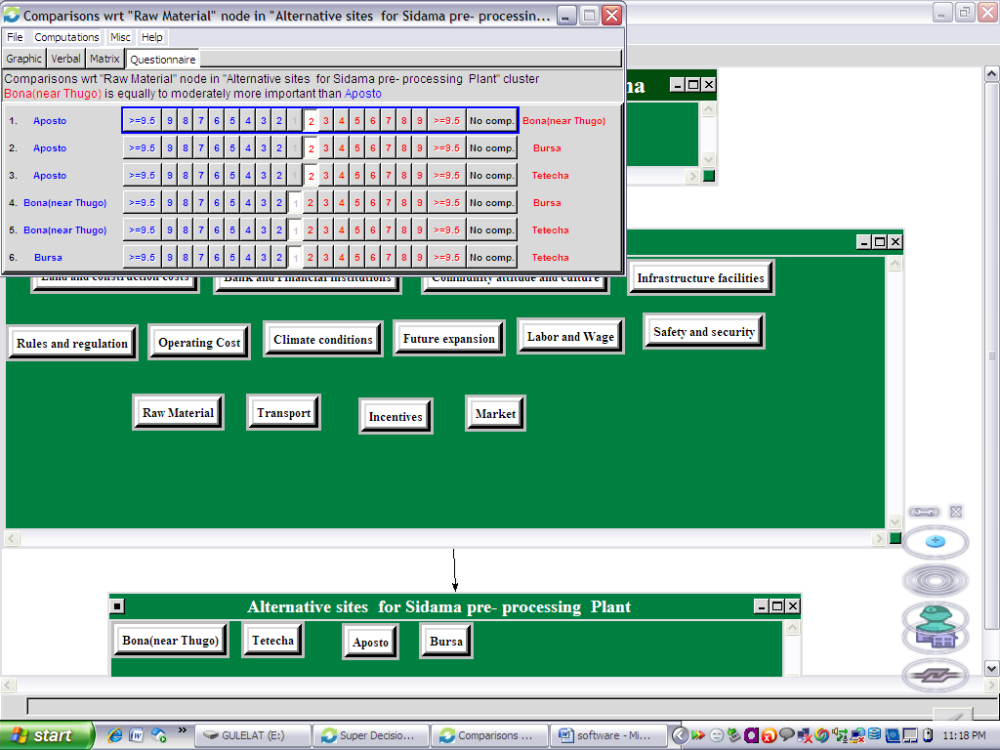 Comparisons wrt "Raw Material" node in "Alternative sites for Sidama pre- processin...
File Computations Misc Help
Graphic Verbal Matrix Questionnaire
Comparisons wrt "Raw Material" node in "Alternative sites for Sidama pre- processing Plant" cluster
Bona(near Thugo) is equally to moderately more important than Aposto
1. Aposto >=9.5 9 8 7 6 5 4 3 2 1 2 3 4 5 6 7 8 9 >=9.5 No comp. Bona(near Thugo)
2. Aposto >=9.5 9 8 7 6 5 4 3 2 1 2 3 4 5 6 7 8 9 >=9.5 No comp. Bursa
3. Aposto >=9.5 9 8 7 6 5 4 3 2 1 2 3 4 5 6 7 8 9 >=9.5 No comp. Tetecha
4. Bona(near Thugo) >=9.5 9 8 7 6 5 4 3 2 1 2 3 4 5 6 7 8 9 >=9.5 No comp. Bursa
5. Bona(near Thugo) >=9.5 9 8 7 6 5 4 3 2 1 2 3 4 5 6 7 8 9 >=9.5 No comp. Tetecha
6. Bursa >=9.5 9 8 7 6 5 4 3 2 1 2 3 4 5 6 7 8 9 >=9.5 No comp. Tetecha
na
Land and construction costs Bank and Financial institutions Community attitude and culture Infrastructure facilities
Rules and regulation Operating Cost Climate conditions Future expansion Labor and Wage Safety and security
Raw Material Transport Incentives Market
Alternative sites for Sidama pre- processing Plant
Bona(near Thugo) Tetecha Aposto Bursa
start GULELAT (E:) Super Decisio... Comparisons ... software - Mi... 11:18 PM